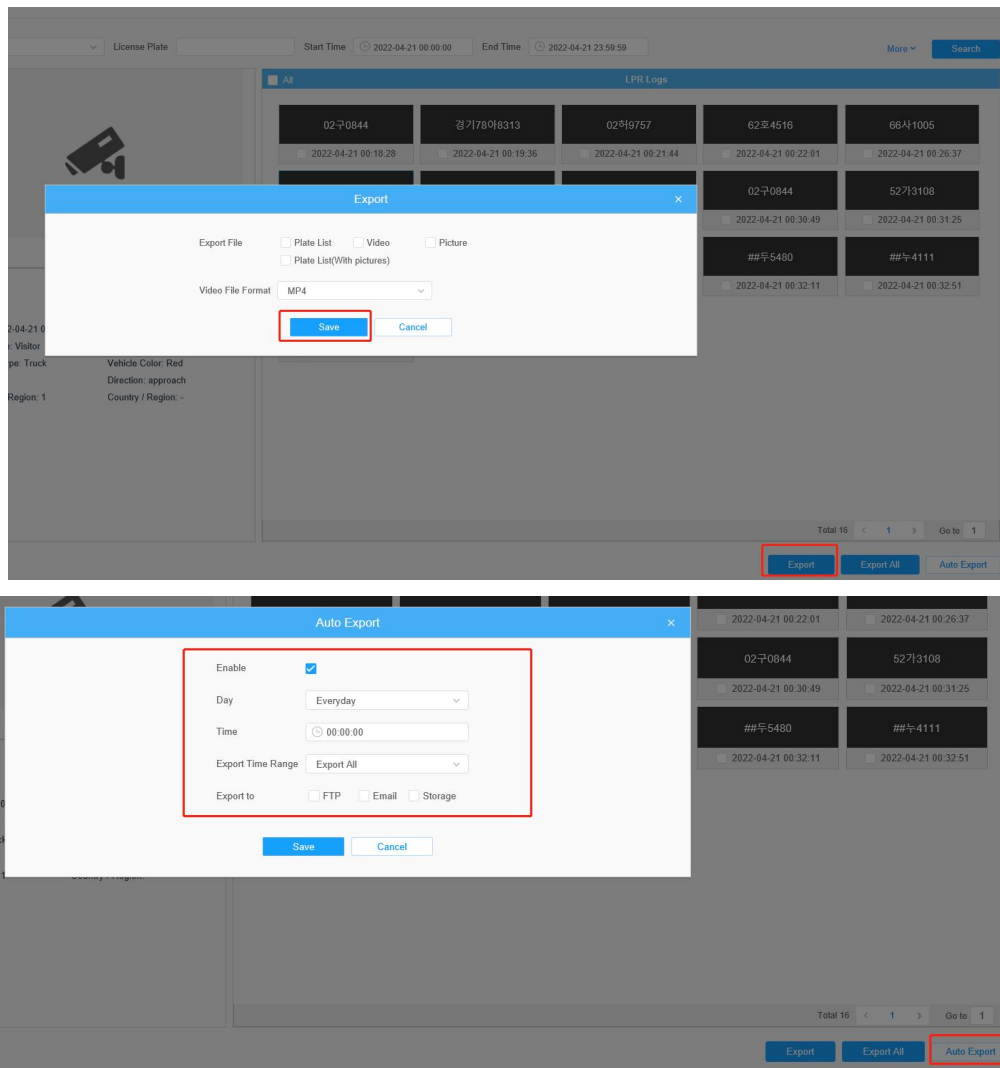 License Plate Start Time 2022-04-21 00:00:00 End Time 2022-04-21 23:59:59 More Search
All LPR Logs
02구0844 경기78아8313 02허9757 62호4516 66사1005
2022-04-21 00:18:28 2022-04-21 00:19:36 2022-04-21 00:21:44 2022-04-21 00:22:01 2022-04-21 00:26:37
02구0844 52가3108
2022-04-21 00:30:49 2022-04-21 00:31:25
##두5480 ##누4111
2022-04-21 00:32:11 2022-04-21 00:32:51
Export ×
Export File Plate List Video Picture
Plate List(With pictures)
Video File Format MP4
Save Cancel
2-04-21 0
: Visitor
pe: Truck Vehicle Color: Red
Direction: approach
Region: 1 Country / Region: -
Total 16 < 1 > Go to 1
Export Export All Auto Export
Auto Export ×
Enable
Day Everyday
Time 00:00:00
Export Time Range Export All
Export to FTP Email Storage
Save Cancel
2022-04-21 00:22:01 2022-04-21 00:26:37
02구0844 52가3108
2022-04-21 00:30:49 2022-04-21 00:31:25
##두5480 ##누4111
2022-04-21 00:32:11 2022-04-21 00:32:51
Total 16 < 1 > Go to 1
Export Export All Auto Export